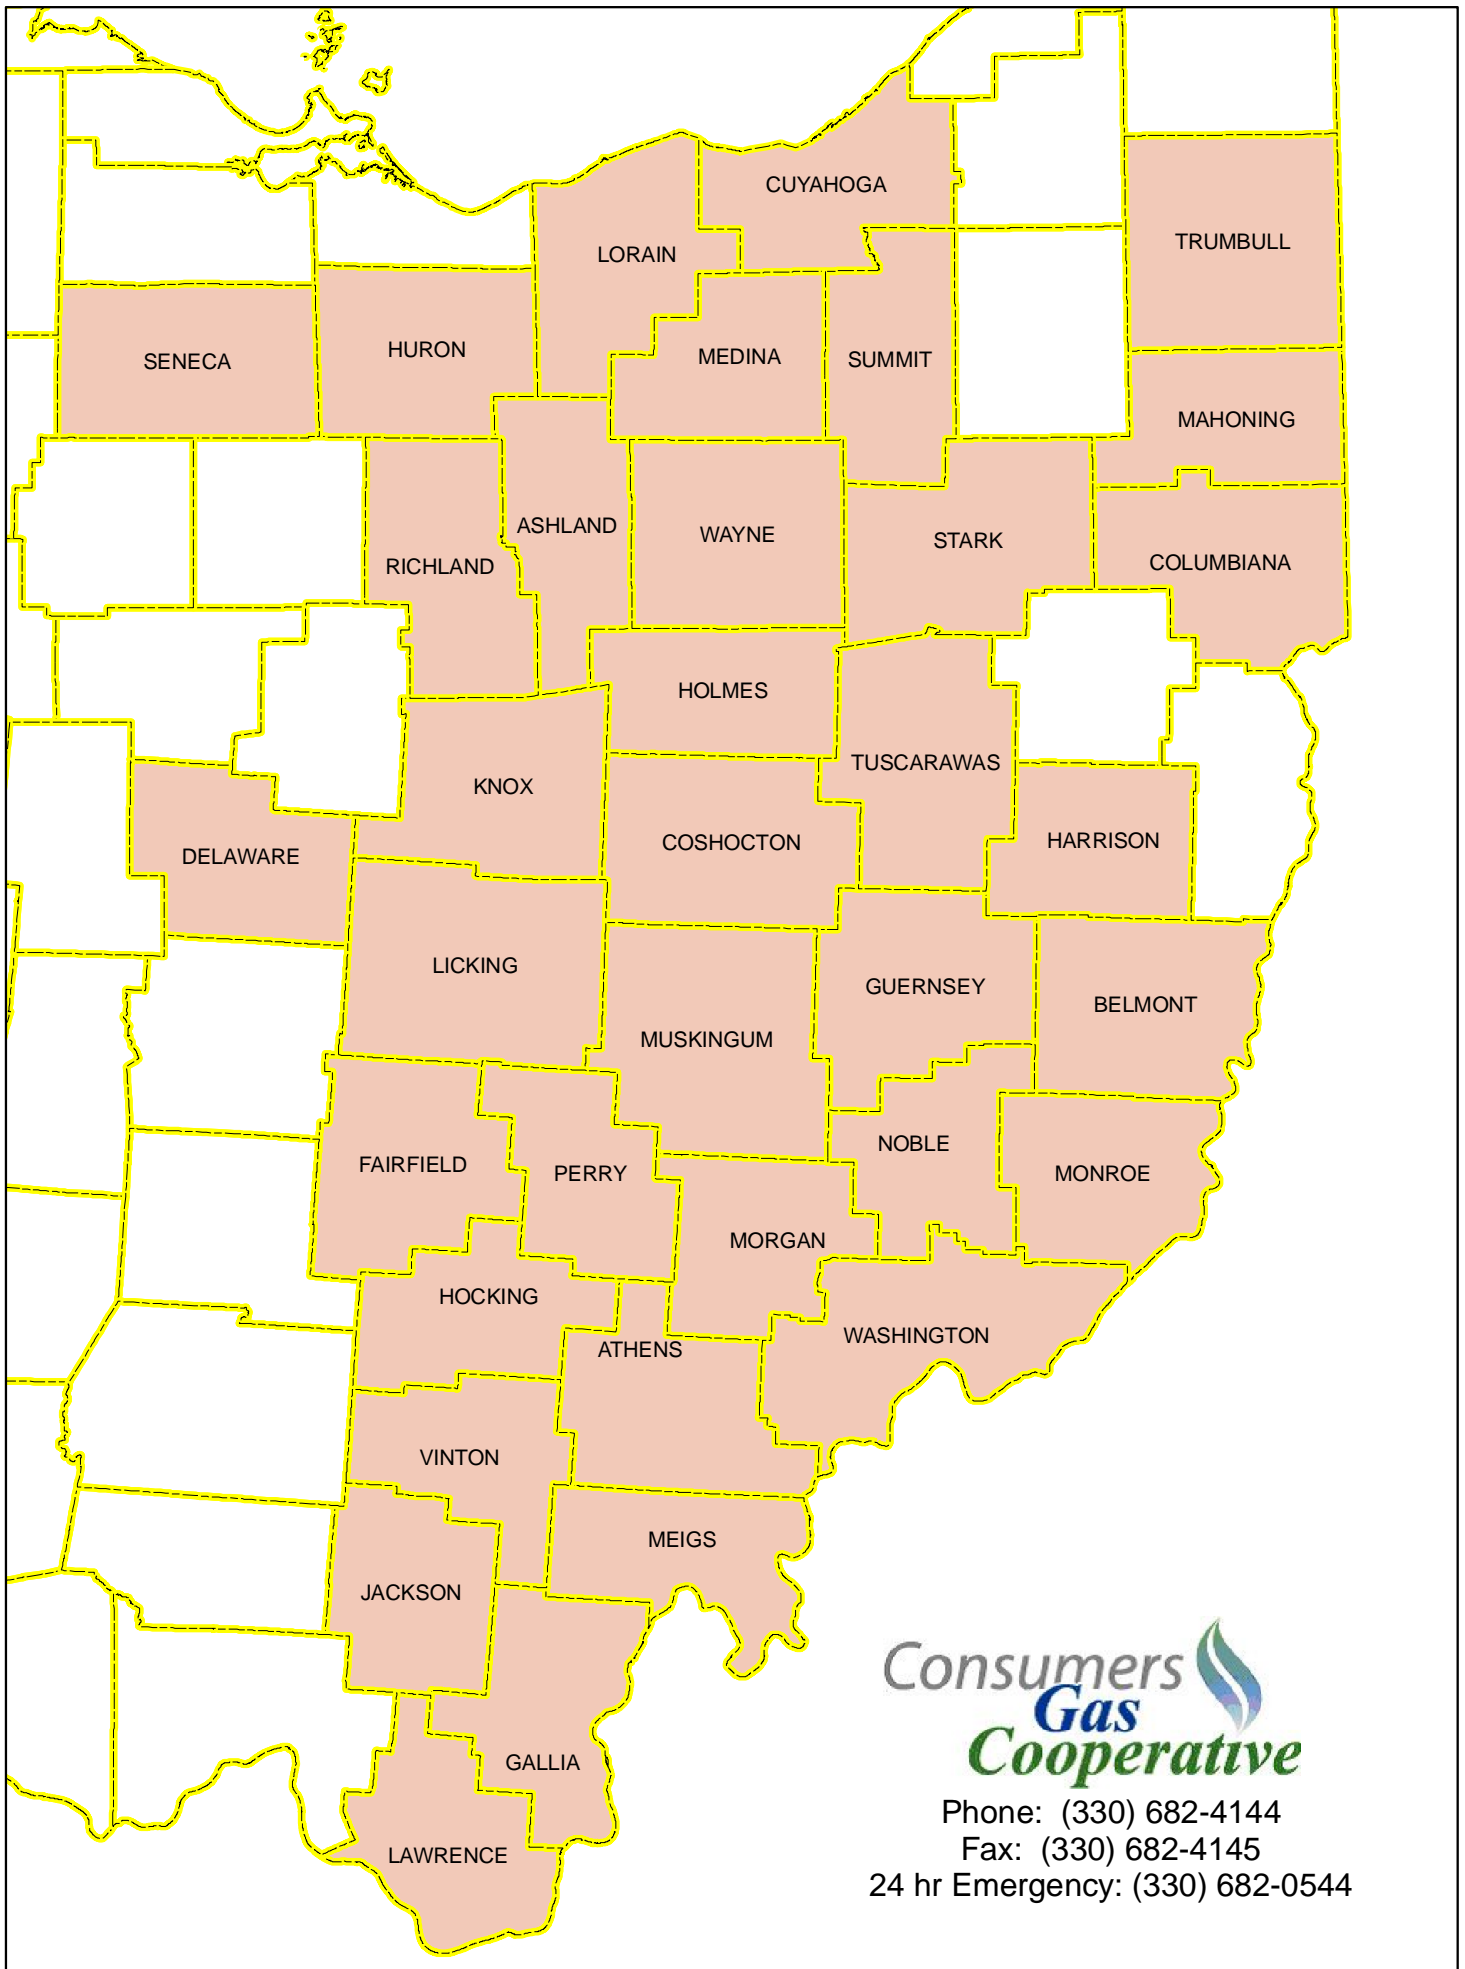 CUYAHOGA
TRUMBULL
LORAIN
SENECA
HURON
MEDINA
SUMMIT
MAHONING
ASHLAND
WAYNE
STARK
RICHLAND
COLUMBIANA
HOLMES
TUSCARAWAS
KNOX
COSHOCTON
HARRISON
DELAWARE
LICKING
GUERNSEY
BELMONT
MUSKINGUM
NOBLE
FAIRFIELD
PERRY
MONROE
MORGAN
HOCKING
WASHINGTON
ATHENS
VINTON
MEIGS
JACKSON
GALLIA
LAWRENCE
Consumers
Gas
Cooperative
Phone: (330) 682-4144
Fax: (330) 682-4145
24 hr Emergency: (330) 682-0544